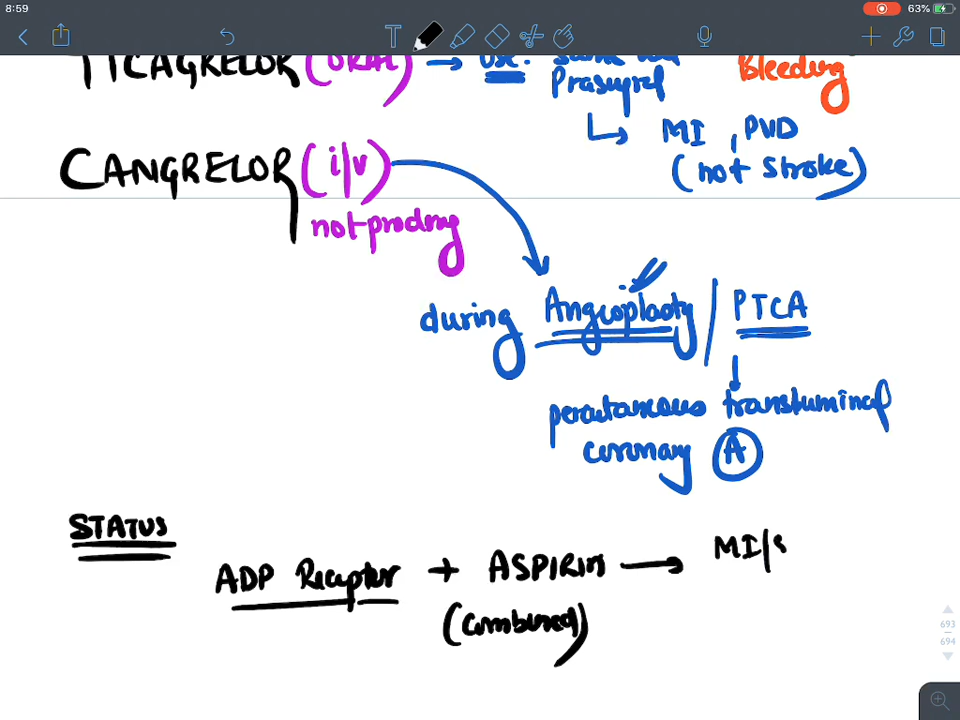 8:59
63%
T
TICAGRELOR (ORAL) → Use:
Prasugrel
Bleeding
MI, PVD
(not stroke)
CANGRELOR (i/v)
not prodrug
during Angioplasty / PTCA
percutaneous transluminal
coronary A
STATUS
ADP Receptor + ASPIRIN → MI/s
(combined)
693
694